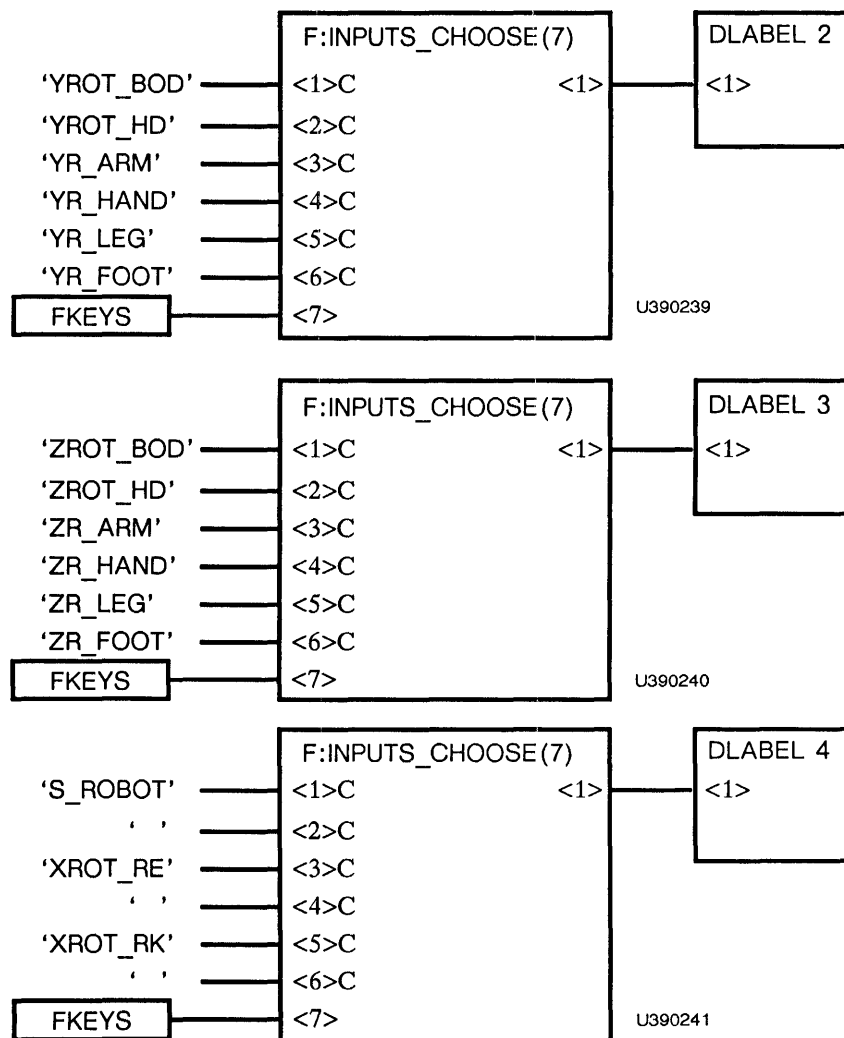 F:INPUTS_CHOOSE(7) DLABEL 2
‘YROT_BOD’ <1>C <1> <1>
‘YROT_HD’ <2>C
‘YR_ARM’ <3>C
‘YR_HAND’ <4>C
‘YR_LEG’ <5>C
‘YR_FOOT’ <6>C
FKEYS <7> U390239
F:INPUTS_CHOOSE(7) DLABEL 3
‘ZROT_BOD’ <1>C <1> <1>
‘ZROT_HD’ <2>C
‘ZR_ARM’ <3>C
‘ZR_HAND’ <4>C
‘ZR_LEG’ <5>C
‘ZR_FOOT’ <6>C
FKEYS <7> U390240
F:INPUTS_CHOOSE(7) DLABEL 4
‘S_ROBOT’ <1>C <1> <1>
‘ ’ <2>C
‘XROT_RE’ <3>C
‘ ’ <4>C
‘XROT_RK’ <5>C
‘ ’ <6>C
FKEYS <7> U390241